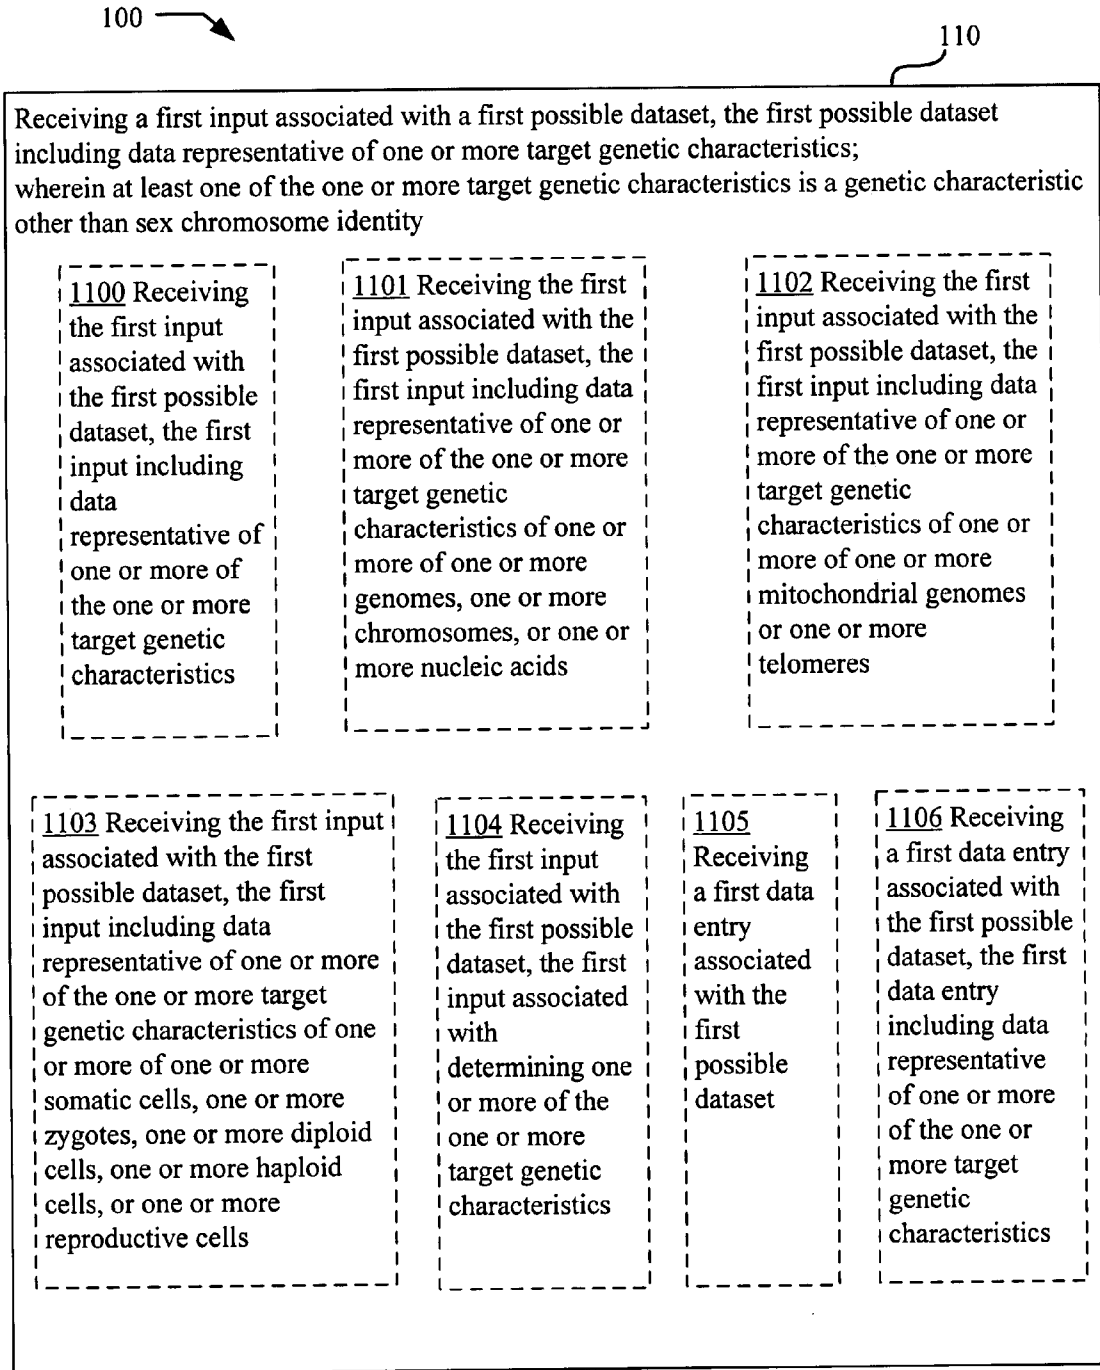 100
110
Receiving a first input associated with a first possible dataset, the first possible dataset
including data representative of one or more target genetic characteristics;
wherein at least one of the one or more target genetic characteristics is a genetic characteristic
other than sex chromosome identity
1100 Receiving
the first input
associated with
the first possible
dataset, the first
input including
data
representative of
one or more of
the one or more
target genetic
characteristics
1101 Receiving the first
input associated with the
first possible dataset, the
first input including data
representative of one or
more of the one or more
target genetic
characteristics of one or
more of one or more
genomes, one or more
chromosomes, or one or
more nucleic acids
1102 Receiving the first
input associated with the
first possible dataset, the
first input including data
representative of one or
more of the one or more
target genetic
characteristics of one or
more of one or more
mitochondrial genomes
or one or more
telomeres
1103 Receiving the first input
associated with the first
possible dataset, the first
input including data
representative of one or more
of the one or more target
genetic characteristics of one
or more of one or more
somatic cells, one or more
zygotes, one or more diploid
cells, one or more haploid
cells, or one or more
reproductive cells
1104 Receiving
the first input
associated with
the first possible
dataset, the first
input associated
with
determining one
or more of the
one or more
target genetic
characteristics
1105
Receiving
a first data
entry
associated
with the
first
possible
dataset
1106 Receiving
a first data entry
associated with
the first possible
dataset, the first
data entry
including data
representative
of one or more
of the one or
more target
genetic
characteristics